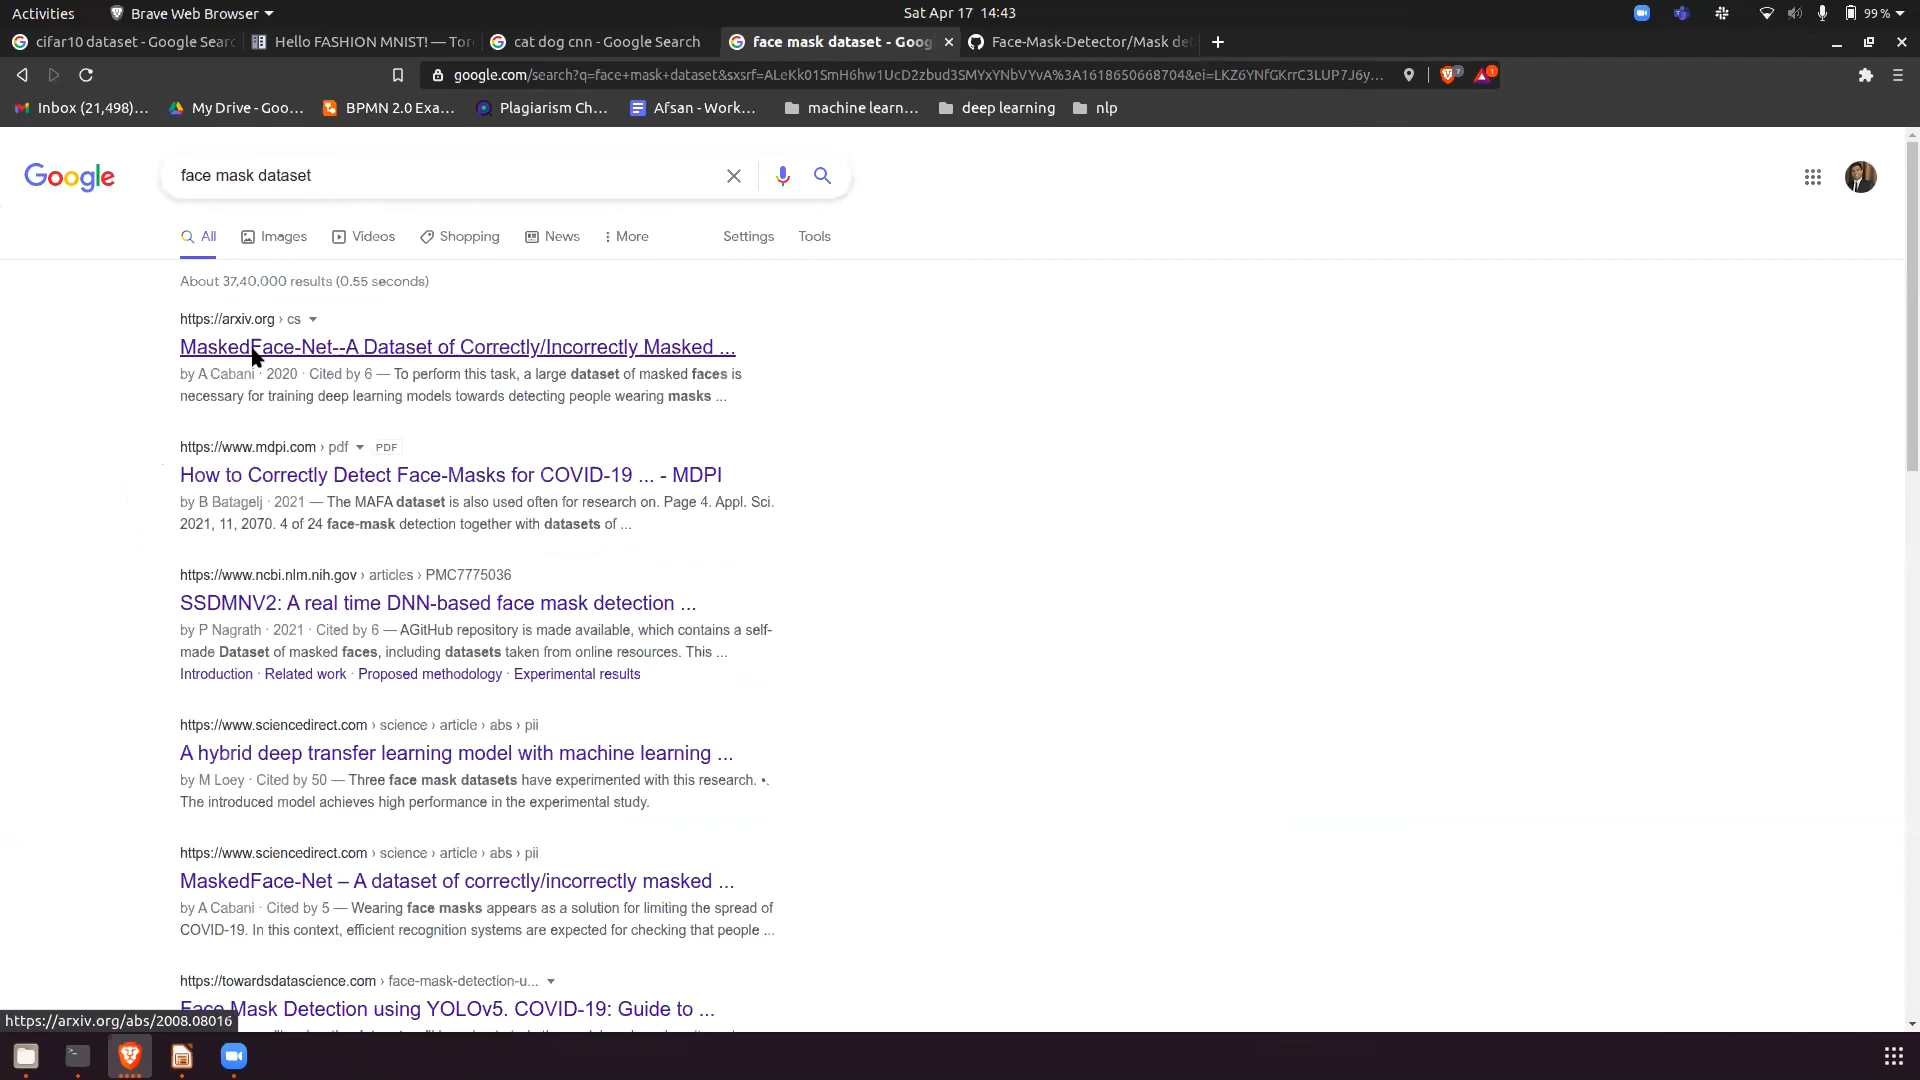 Activities Brave Web Browser Sat Apr 17 14:43 99 %
cifar10 dataset - Google Sear Hello FASHION MNIST! — Tor cat dog cnn - Google Search face mask dataset - Goog Face-Mask-Detector/Mask de
google.com/search?q=face+mask+dataset&sxsrf=ALeKk01SmH6hw1UcD2zbud3SMYxYNbVYvA%3A1618650668704&ei=LKZ6YNfGKrrC3LUP7J6y... 7 1
Inbox (21,498)... My Drive - Goo... BPMN 2.0 Exa... Plagiarism Ch... Afsan - Work... machine learn... deep learning nlp
Google face mask dataset
All Images Videos Shopping News More Settings Tools
About 37,40,000 results (0.55 seconds)
https://arxiv.org › cs
MaskedFace-Net--A Dataset of Correctly/Incorrectly Masked ...
by A Cabani · 2020 · Cited by 6 — To perform this task, a large dataset of masked faces is
necessary for training deep learning models towards detecting people wearing masks ...
https://www.mdpi.com › pdf PDF
How to Correctly Detect Face-Masks for COVID-19 ... - MDPI
by B Batagelj · 2021 — The MAFA dataset is also used often for research on. Page 4. Appl. Sci.
2021, 11, 2070. 4 of 24 face-mask detection together with datasets of ...
https://www.ncbi.nlm.nih.gov › articles › PMC7775036
SSDMNV2: A real time DNN-based face mask detection ...
by P Nagrath · 2021 · Cited by 6 — AGitHub repository is made available, which contains a self-
made Dataset of masked faces, including datasets taken from online resources. This ...
Introduction · Related work · Proposed methodology · Experimental results
https://www.sciencedirect.com › science › article › abs › pii
A hybrid deep transfer learning model with machine learning ...
by M Loey · Cited by 50 — Three face mask datasets have experimented with this research. •.
The introduced model achieves high performance in the experimental study.
https://www.sciencedirect.com › science › article › abs › pii
MaskedFace-Net – A dataset of correctly/incorrectly masked ...
by A Cabani · Cited by 5 — Wearing face masks appears as a solution for limiting the spread of
COVID-19. In this context, efficient recognition systems are expected for checking that people ...
https://towardsdatascience.com › face-mask-detection-u...
Face Mask Detection using YOLOv5. COVID-19: Guide to ...
https://arxiv.org/abs/2008.08016